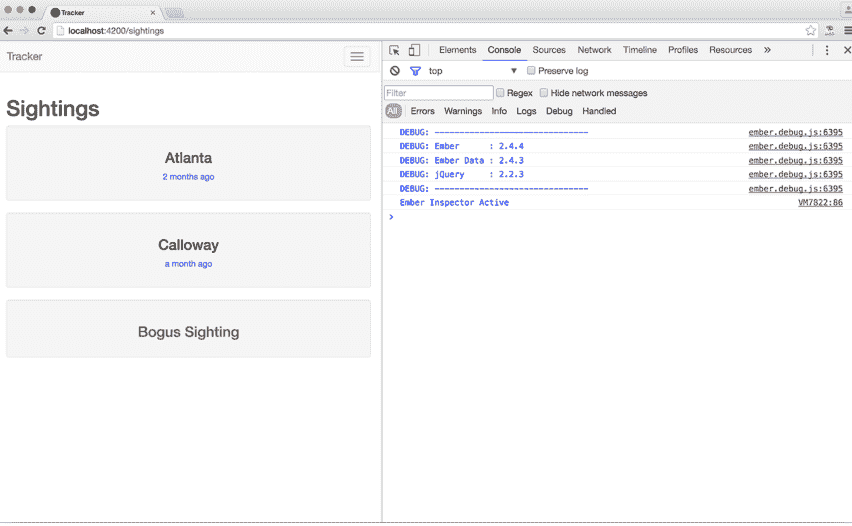 Tracker
localhost:4200/sightings
Tracker
Sightings
Atlanta
2 months ago
Calloway
a month ago
Bogus Sighting
Elements Console Sources Network Timeline Profiles Resources »
top ▼ Preserve log
Filter Regex Hide network messages
All Errors Warnings Info Logs Debug Handled
DEBUG: ------------------------------- ember.debug.js:6395
DEBUG: Ember : 2.4.4 ember.debug.js:6395
DEBUG: Ember Data : 2.4.3 ember.debug.js:6395
DEBUG: jQuery : 2.2.3 ember.debug.js:6395
DEBUG: ------------------------------- ember.debug.js:6395
Ember Inspector Active VM7822:86
>